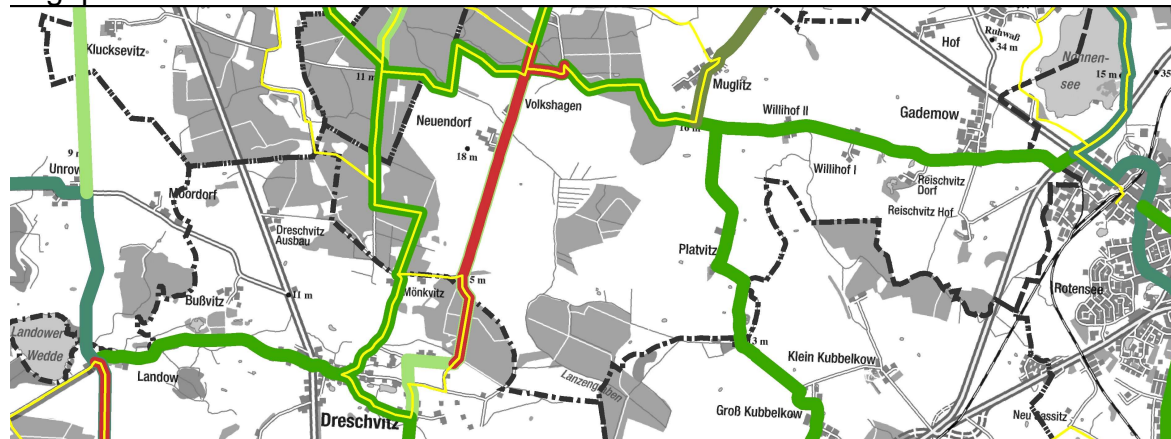 Klucksevitz
11 m
Neuendorf
18 m
Volkshagen
Muglitz
16 m
Willihof II
Willihof I
Hof
Ruhwaß
34 m
Nonnen-
see
15 m
35
Gademow
Reischvitz
Dorf
Reischvitz Hof
9 m
Unrow
Moordorf
Dreschvitz
Ausbau
Bußvitz
11 m
Mönkvitz
5 m
Platvitz
3 m
Rotensee
Landower
Wedde
Landow
Dreschvitz
Lanzengraben
Klein Kubbelkow
Groß Kubbelkow